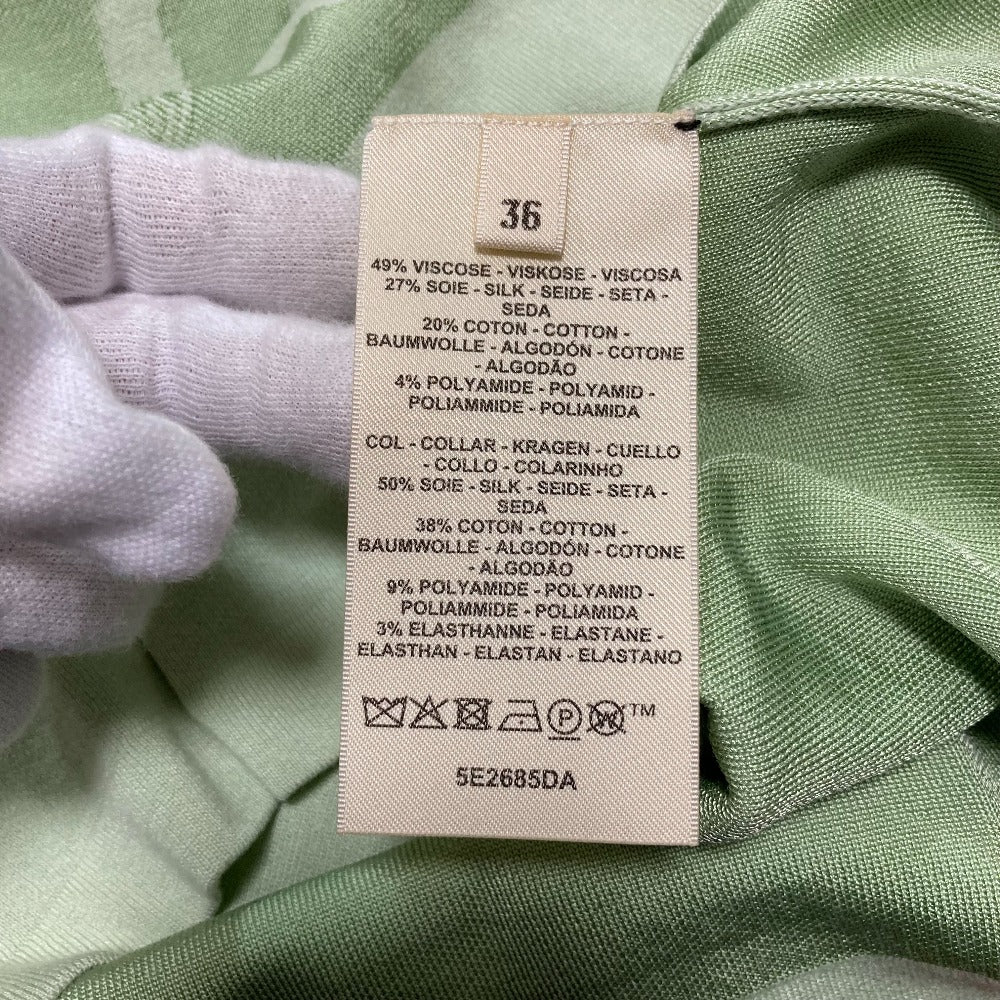 36
49% VISCOSE - VISKOSE - VISCOSA
27% SOIE - SILK - SEIDE - SETA -
SEDA
20% COTON - COTTON -
BAUMWOLLE - ALGODÓN - COTONE
- ALGODÃO
4% POLYAMIDE - POLYAMID -
POLIAMMIDE - POLIAMIDA
COL - COLLAR - KRAGEN - CUELLO
- COLLO - COLARINHO
50% SOIE - SILK - SEIDE - SETA -
SEDA
38% COTON - COTTON -
BAUMWOLLE - ALGODÓN - COTONE
- ALGODÃO
9% POLYAMIDE - POLYAMID -
POLIAMMIDE - POLIAMIDA
3% ELASTHANNE - ELASTANE -
ELASTHAN - ELASTAN - ELASTANO
P W TM
5E2685DA